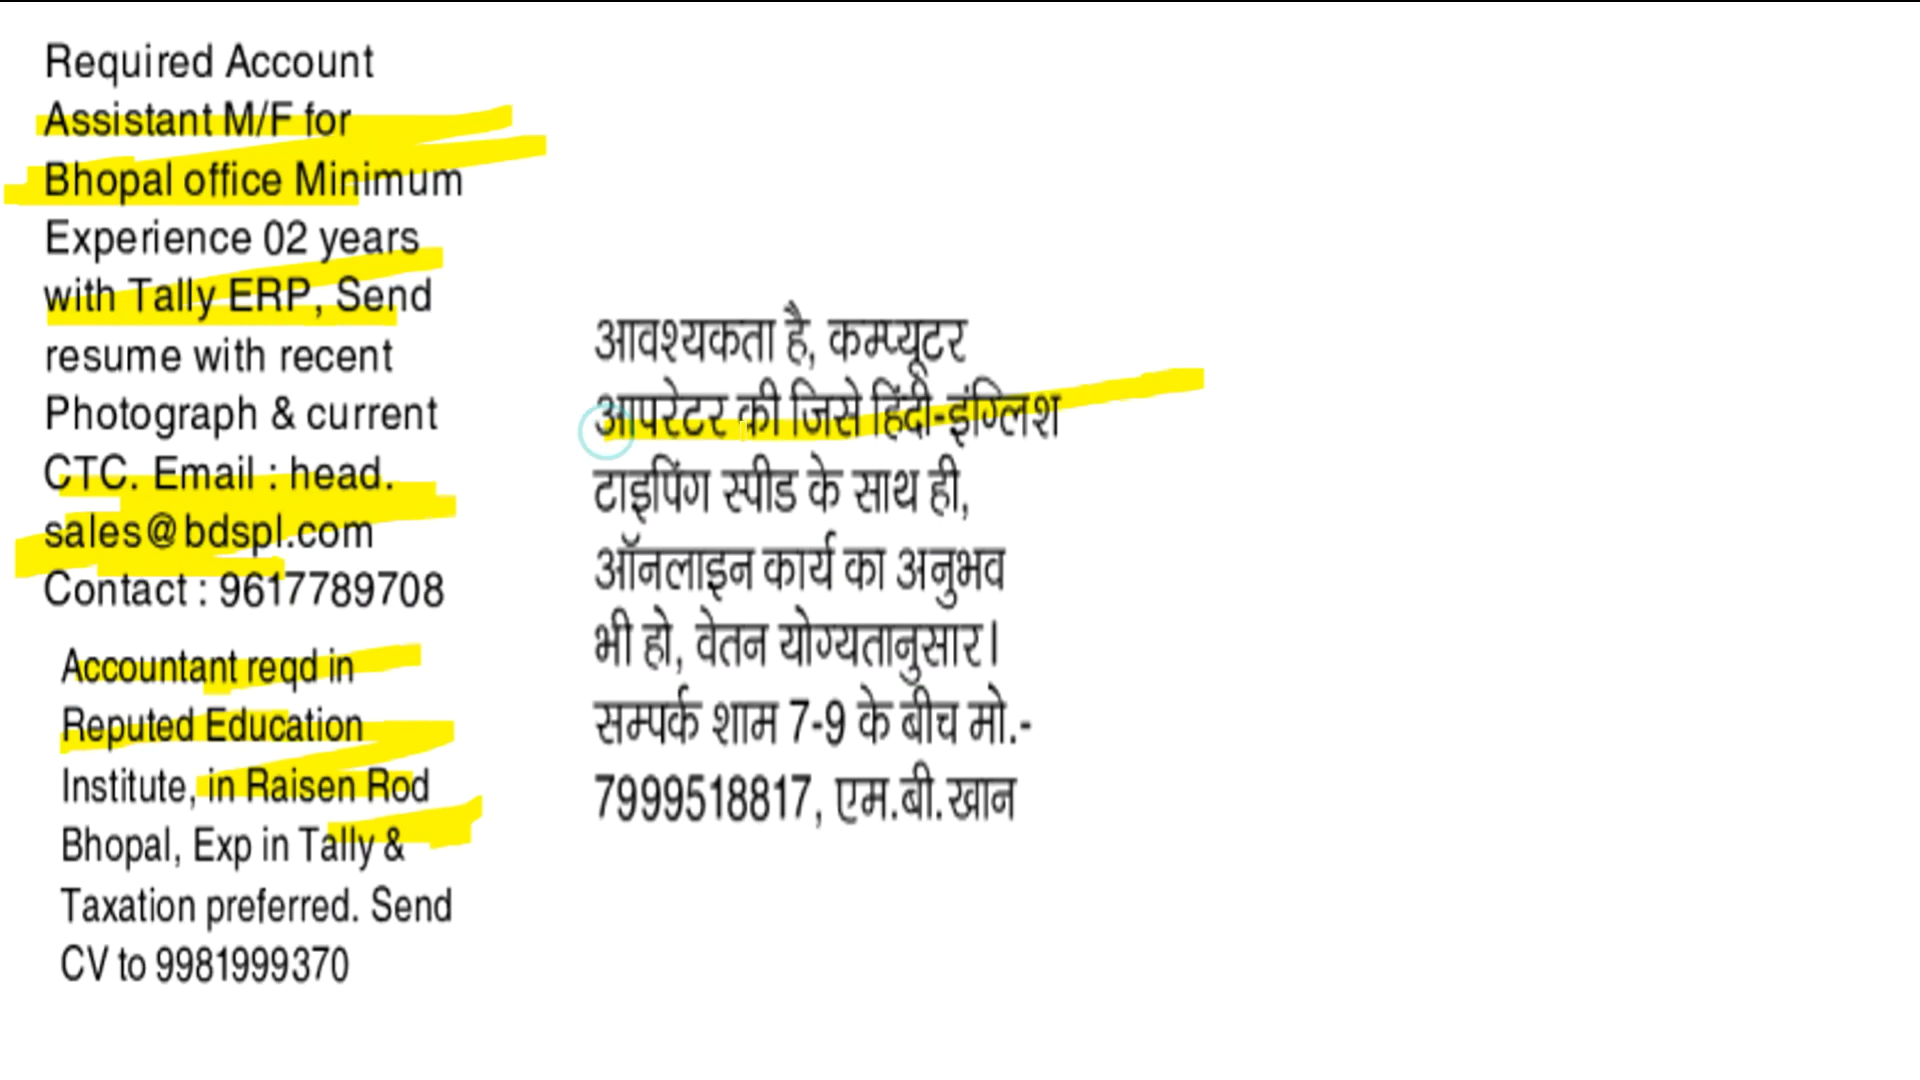 Required Account
Assistant M/F for
Bhopal office Minimum
Experience 02 years
with Tally ERP, Send
resume with recent
Photograph & current
CTC. Email : head.
sales@bdspl.com
Contact : 9617789708
Accountant reqd in
Reputed Education
Institute, in Raisen Rod
Bhopal, Exp in Tally &
Taxation preferred. Send
CV to 9981999370
आवश्यकता है, कम्प्यूटर
आपरेटर की जिसे हिंदी-इंग्लिश
टाइपिंग स्पीड के साथ ही,
ऑनलाइन कार्य का अनुभव
भी हो, वेतन योग्यतानुसार।
सम्पर्क शाम 7-9 के बीच मो.-
7999518817, एम.बी.खान